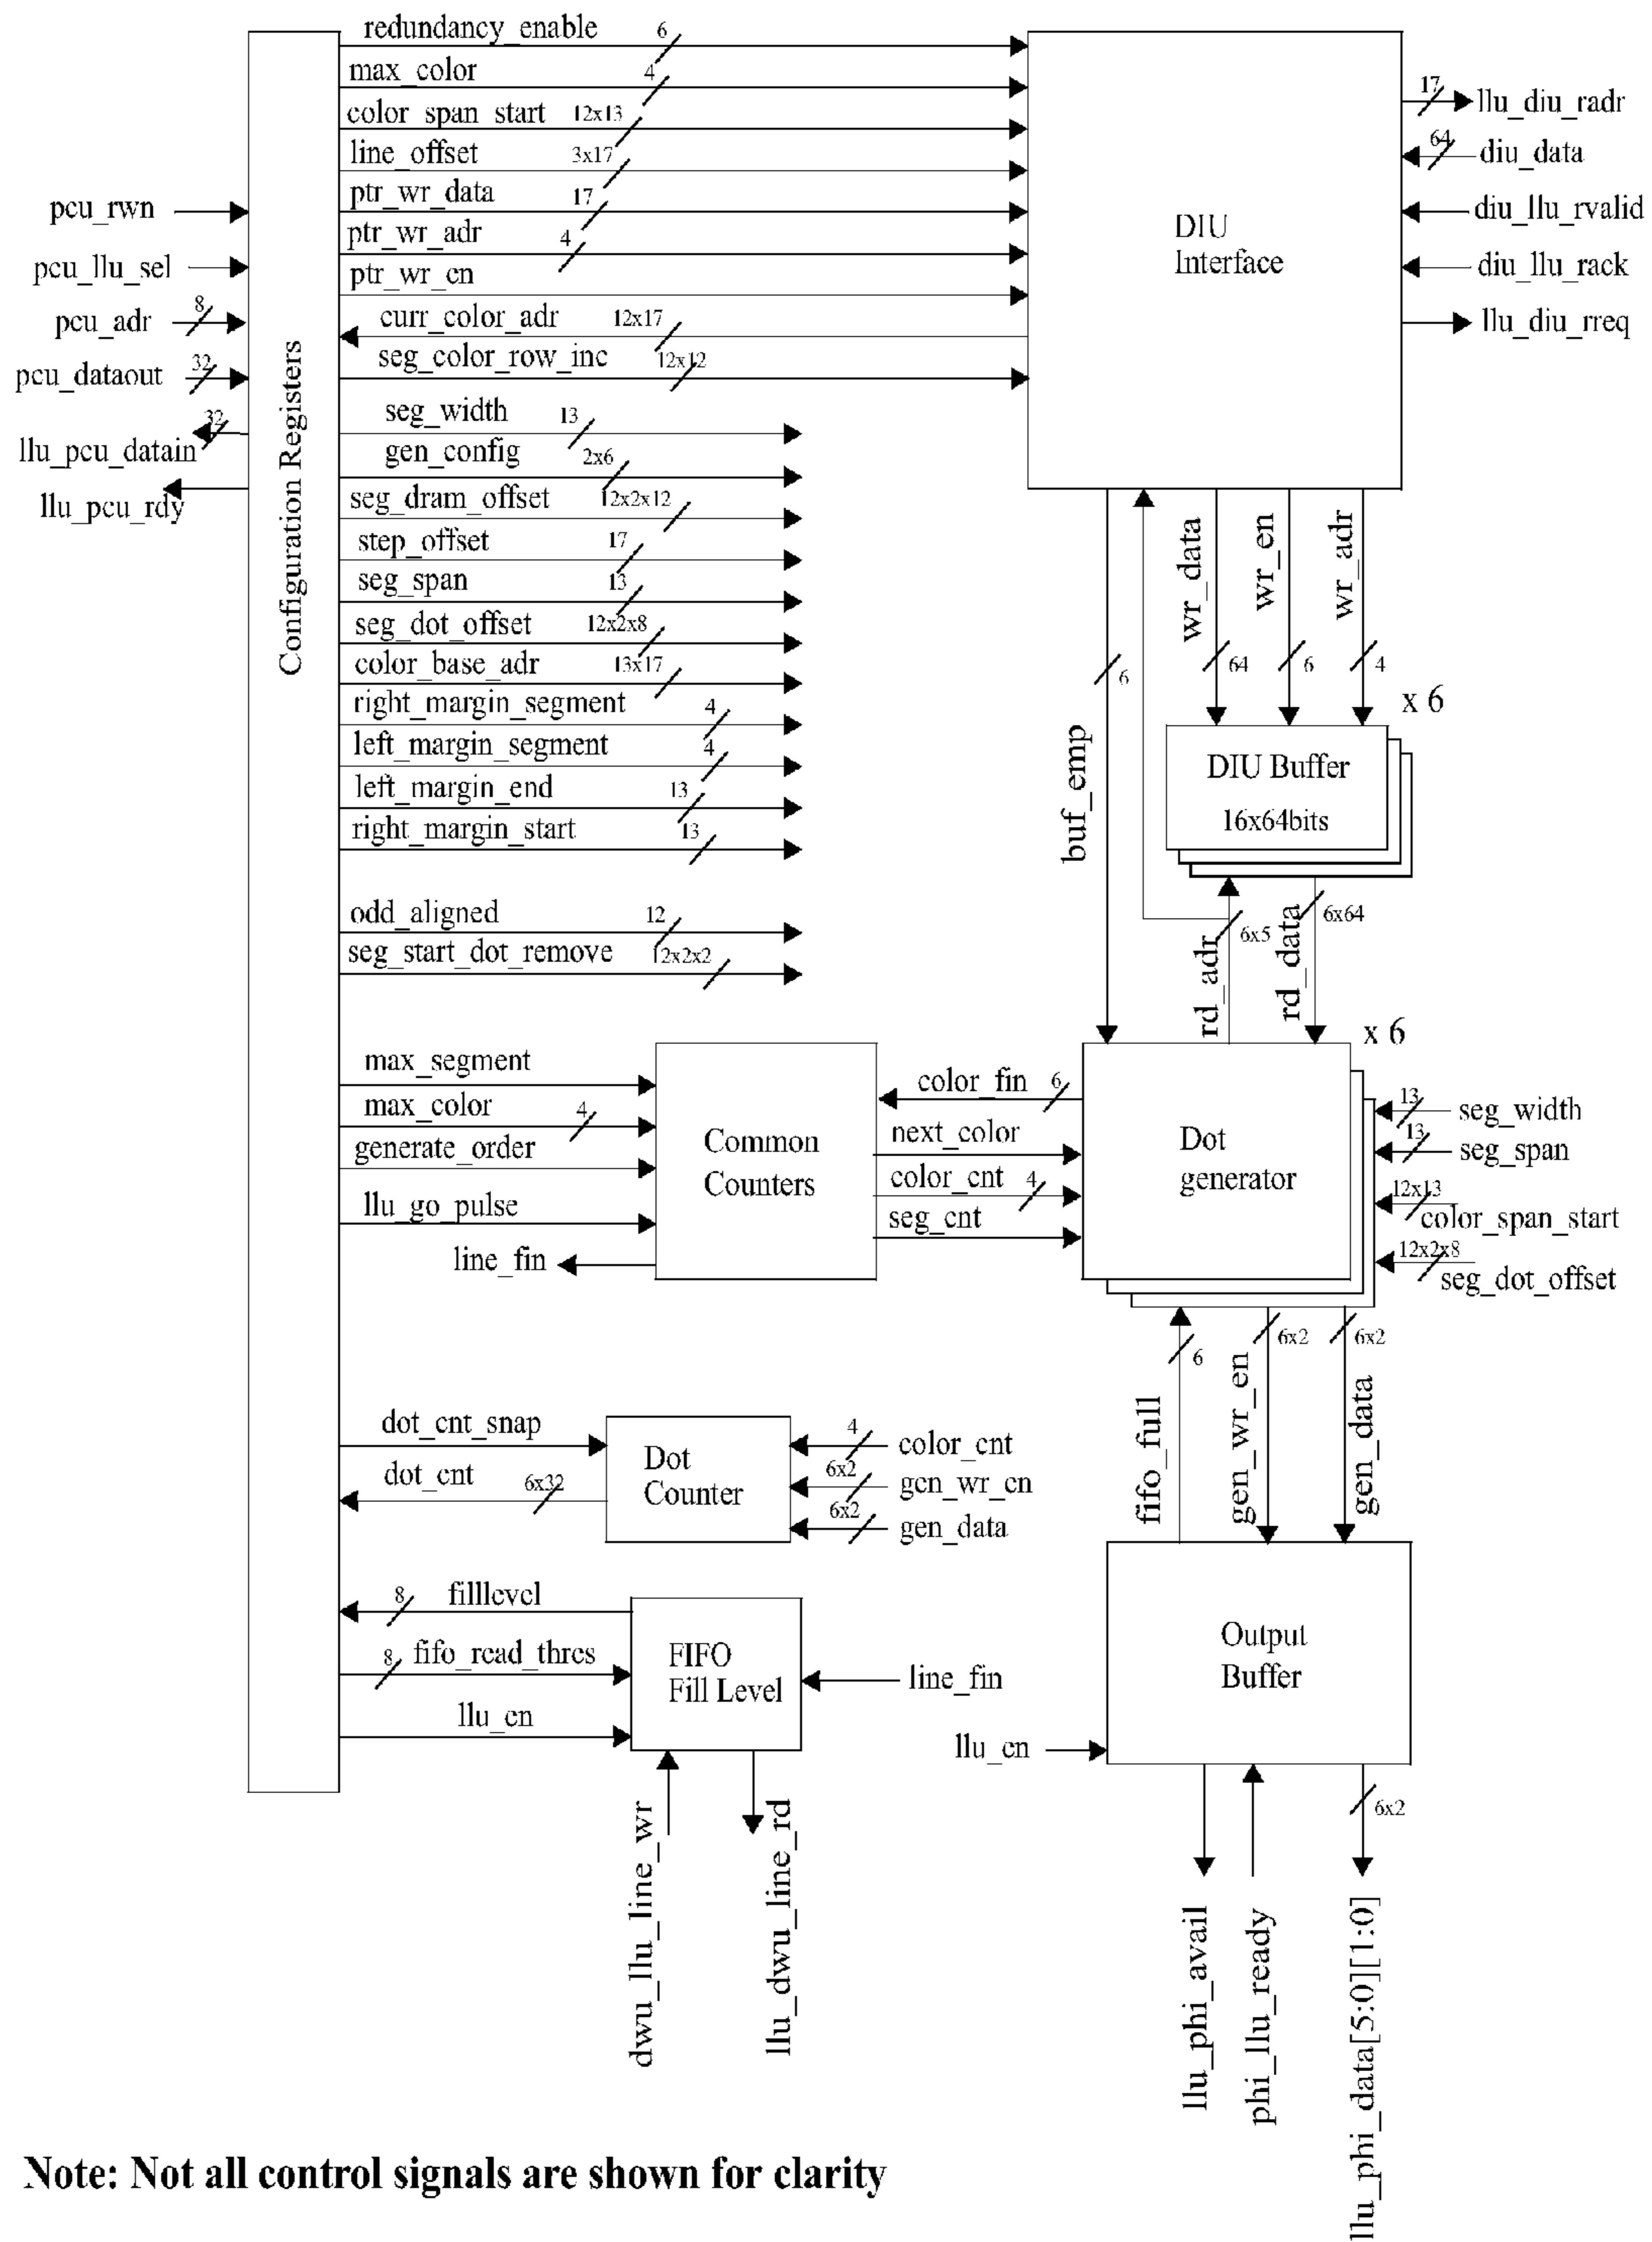 redundancy_enable 6
max_color 4
color_span_start 12x13
line_offset 3x17
ptr_wr_data 17
ptr_wr_adr 4
ptr_wr_en
curr_color_adr 12x17
seg_color_row_inc 12x12
seg_width 13
gen_config 2x6
seg_dram_offset 12x2x12
step_offset 17
seg_span 13
seg_dot_offset 12x2x8
color_base_adr 13x17
right_margin_segment 4
left_margin_segment 4
left_margin_end 13
right_margin_start 13
odd_aligned 12
seg_start_dot_remove 12x2x2
pcu_rwn
pcu_llu_sel
pcu_adr 8
pcu_dataout 32
llu_pcu_datain 32
llu_pcu_rdy
Configuration Registers
DIU
Interface
17 llu_diu_radr
64 diu_data
diu_llu_rvalid
diu_llu_rack
llu_diu_rreq
buf_emp 6
wr_data 64
wr_en 6
wr_adr 4
x 6
DIU Buffer
16x64bits
rd_adr 6x5
rd_data 6x64
x 6
max_segment
max_color 4
generate_order
llu_go_pulse
line_fin
Common
Counters
color_fin 6
next_color
color_cnt 4
seg_cnt
Dot
generator
13 seg_width
13 seg_span
12x13
color_span_start
12x2x8
seg_dot_offset
fifo_full 6
gen_wr_en 6x2
gen_data 6x2
dot_cnt_snap
dot_cnt 6x32
Dot
Counter
4 color_cnt
6x2 gen_wr_en
6x2 gen_data
8 filllevel
8 fifo_read_thres
llu_en
FIFO
Fill Level
line_fin
dwu_llu_line_wr
llu_dwu_line_rd
Output
Buffer
llu_en
6x2
llu_phi_avail
phi_llu_ready
llu_phi_data[5:0][1:0]
Note: Not all control signals are shown for clarity